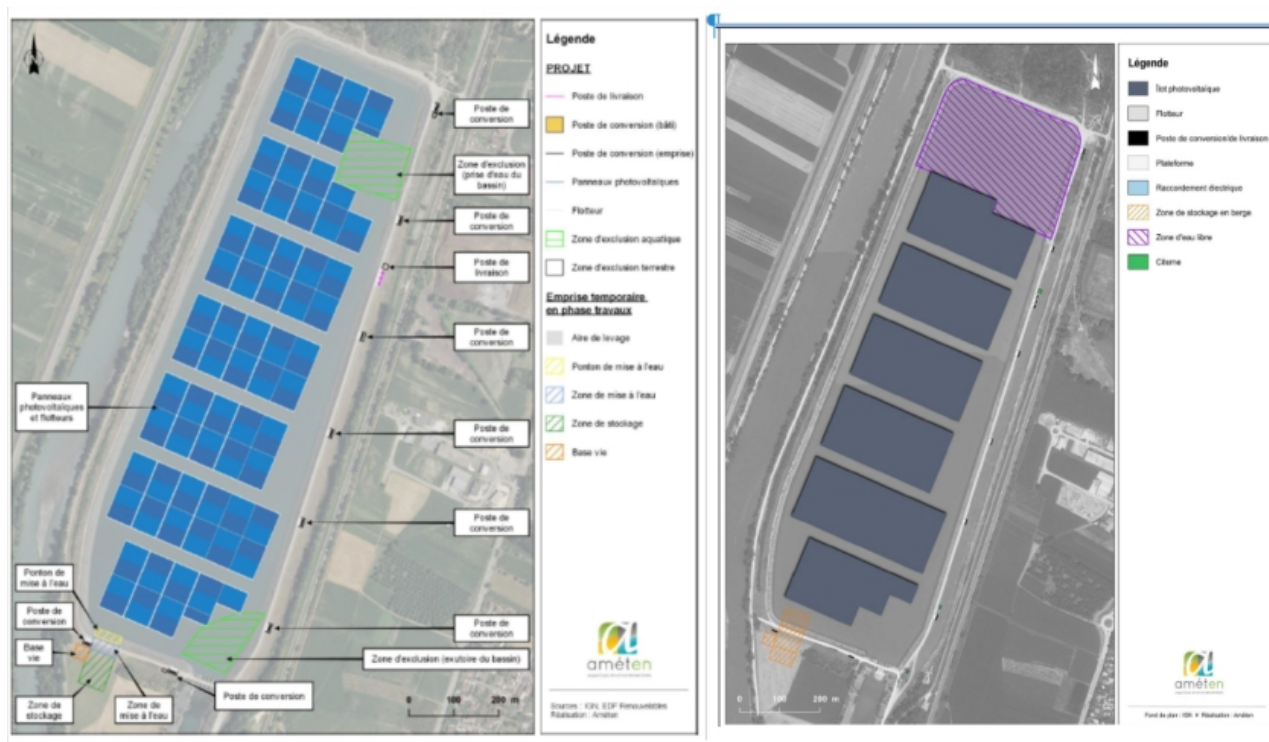 Poste de
conversion
Zone d'exclusion
(prise d'eau du
bassin)
Poste de
conversion
Poste de
livraison
Poste de
conversion
Panneaux
photovoltaïques
et flotteurs
Poste de
conversion
Poste de
conversion
Ponton de
mise à l'eau
Poste de
conversion
Base
vie
Poste de
conversion
Zone d'exclusion (exutoire du bassin)
Poste de conversion
Zone de
stockage
Zone de
mise à l'eau
0 100 200 m
Légende
PROJET
Poste de livraison
Poste de conversion (bâti)
Poste de conversion (emprise)
Panneaux photovoltaïques
Flotteur
Zone d'exclusion aquatique
Zone d'exclusion terrestre
Emprise temporaire
en phase travaux
Aire de levage
Ponton de mise à l'eau
Zone de mise à l'eau
Zone de stockage
Base vie
améten
Sources : IGN, EDF Renouvelables
Réalisation : Améten
0 100 200 m
Légende
Îlot photovoltaïque
Flotteur
Poste de conversion/de livraison
Plateforme
Raccordement électrique
Zone de stockage en berge
Zone d'eau libre
Citerne
améten
Fond de plan : IGN Réalisation : Améten